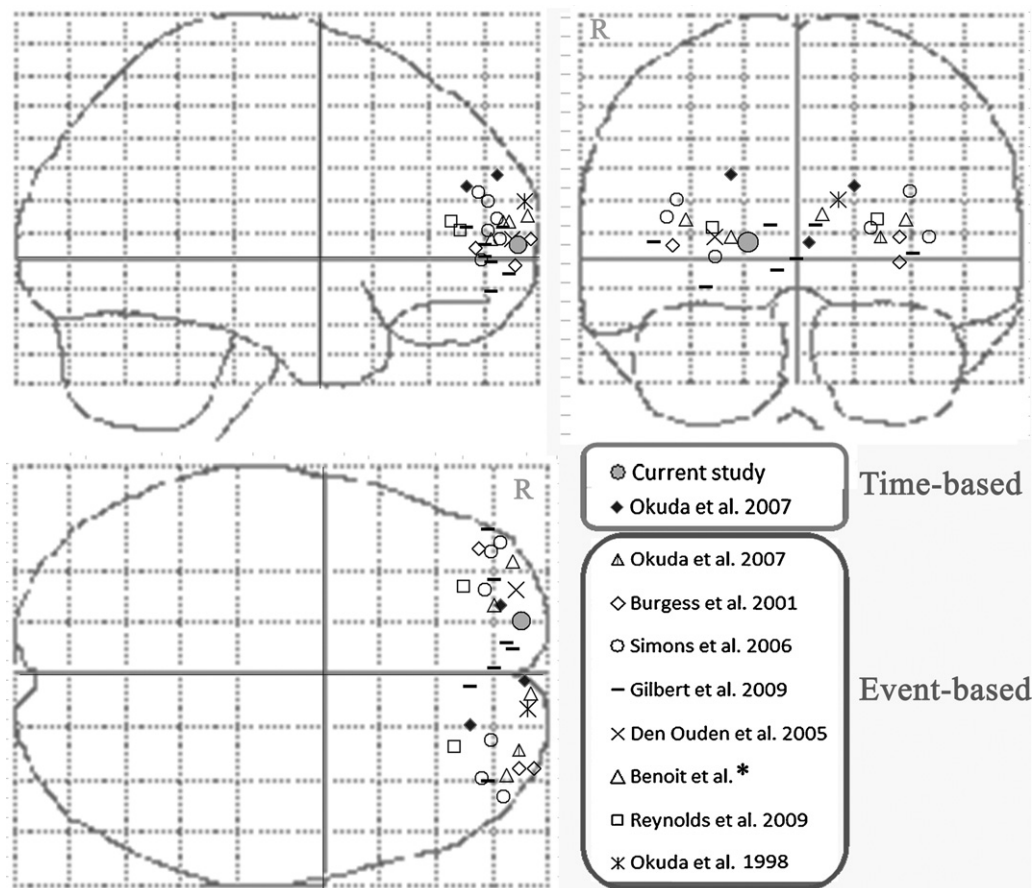 R
R
Current study
Okuda et al. 2007
Time-based
Okuda et al. 2007
Burgess et al. 2001
Simons et al. 2006
Gilbert et al. 2009
Event-based
Den Ouden et al. 2005
Benoit et al. *
Reynolds et al. 2009
Okuda et al. 1998